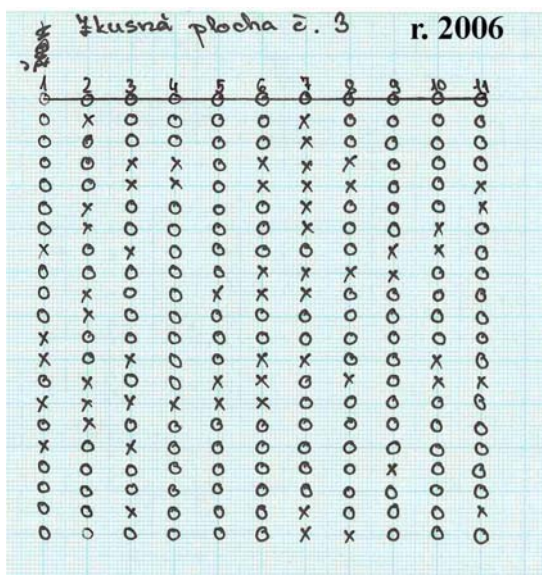 Zkusná plocha č. 3 r. 2006
1 2 3 4 5 6 7 8 9 10 11
O O O O O O O O O O O
O X O O O O X O O O O
O O O O O O X O O O O
O O X X O X X X O O O
O O X X O X X X O O X
O X O O O O X O O O X
O X O O O O X O O X O
X O X O O O O O X X O
O O O O O X X X X O O
O X O O X X X O O O O
O X O O O O O O O O O
X O O O O O O O O O O
X O X O O X X O O X O
O X O O X X O X O X X
X X X X X X O O O O O
O X O O O O O O O O O
X O X O O O O O O O O
O O O O O O O O X O O
O O O O O O O O O O O
O O X O O O X O O O X
O O O O O O X X O O O